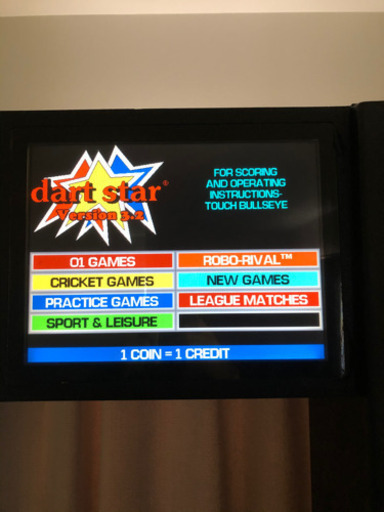 dart star®
Version 3.2
FOR SCORING
AND OPERATING
INSTRUCTIONS-
TOUCH BULLSEYE
01 GAMES
ROBO-RIVAL™
CRICKET GAMES
NEW GAMES
PRACTICE GAMES
LEAGUE MATCHES
SPORT & LEISURE
1 COIN = 1 CREDIT